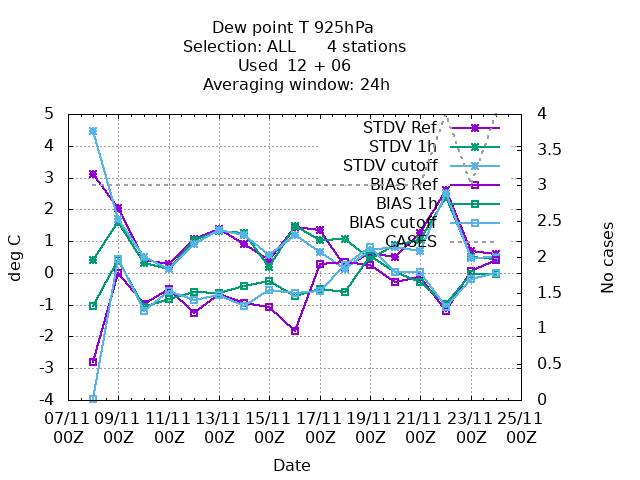 Dew point T 925hPa
Selection: ALL      4 stations
Used  12 + 06
Averaging window: 24h
STDV Ref
STDV 1h
STDV cutoff
BIAS Ref
BIAS 1h
BIAS cutoff
CASES
deg C
5
4
3
2
1
0
-1
-2
-3
-4
No cases
4
3.5
3
2.5
2
1.5
1
0.5
0
07/11 09/11 11/11 13/11 15/11 17/11 19/11 21/11 23/11 25/11
00Z 00Z 00Z 00Z 00Z 00Z 00Z 00Z 00Z 00Z
Date